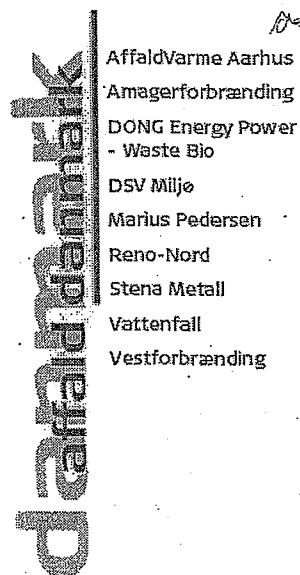 AffaldVarme Aarhus
Amagerforbrænding
DONG Energy Power
- Waste Bio
DSV Miljø
Marius Pedersen
Reno-Nord
Stena Metall
Vattenfall
Vestforbrænding
affald danmark
danmark